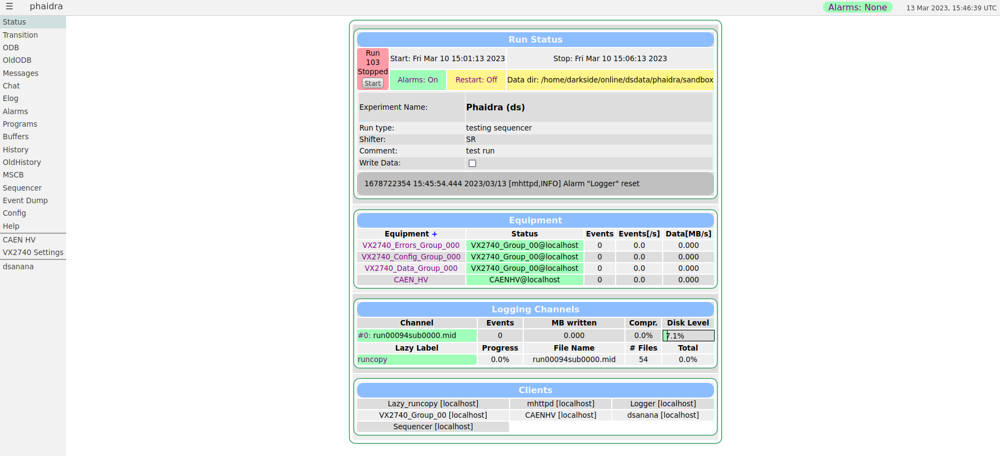 ☰ phaidra Alarms: None 13 Mar 2023, 15:46:39 UTC
Status
Transition
ODB
OldODB
Messages
Chat
Elog
Alarms
Programs
Buffers
History
OldHistory
MSCB
Sequencer
Event Dump
Config
Help
CAEN HV
VX2740 Settings
dsanana
Run Status
Run
103
Stopped
Start
Start: Fri Mar 10 15:01:13 2023 Stop: Fri Mar 10 15:06:13 2023
Alarms: On Restart: Off Data dir: /home/darkside/online/dsdata/phaidra/sandbox
Experiment Name: Phaidra (ds)
Run type: testing sequencer
Shifter: SR
Comment: test run
Write Data:
1678722354 15:45:54.444 2023/03/13 [mhttpd,INFO] Alarm "Logger" reset
Equipment
Equipment + Status Events Events[/s] Data[MB/s]
VX2740_Errors_Group_000 VX2740_Group_00@localhost 0 0.0 0.000
VX2740_Config_Group_000 VX2740_Group_00@localhost 0 0.0 0.000
VX2740_Data_Group_000 VX2740_Group_00@localhost 0 0.0 0.000
CAEN_HV CAENHV@localhost 0 0.0 0.000
Logging Channels
Channel Events MB written Compr. Disk Level
#0: run00094sub0000.mid 0 0.000 0.0% 7.1%
Lazy Label Progress File Name # Files Total
runcopy 0.0% run00094sub0000.mid 54 0.0%
Clients
Lazy_runcopy [localhost] mhttpd [localhost] Logger [localhost]
VX2740_Group_00 [localhost] CAENHV [localhost] dsanana [localhost]
Sequencer [localhost]